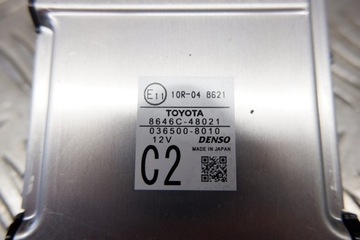 E11 10R-04 8621
TOYOTA
8646C-48021
036500-8010
12V DENSO
MADE IN JAPAN
C2